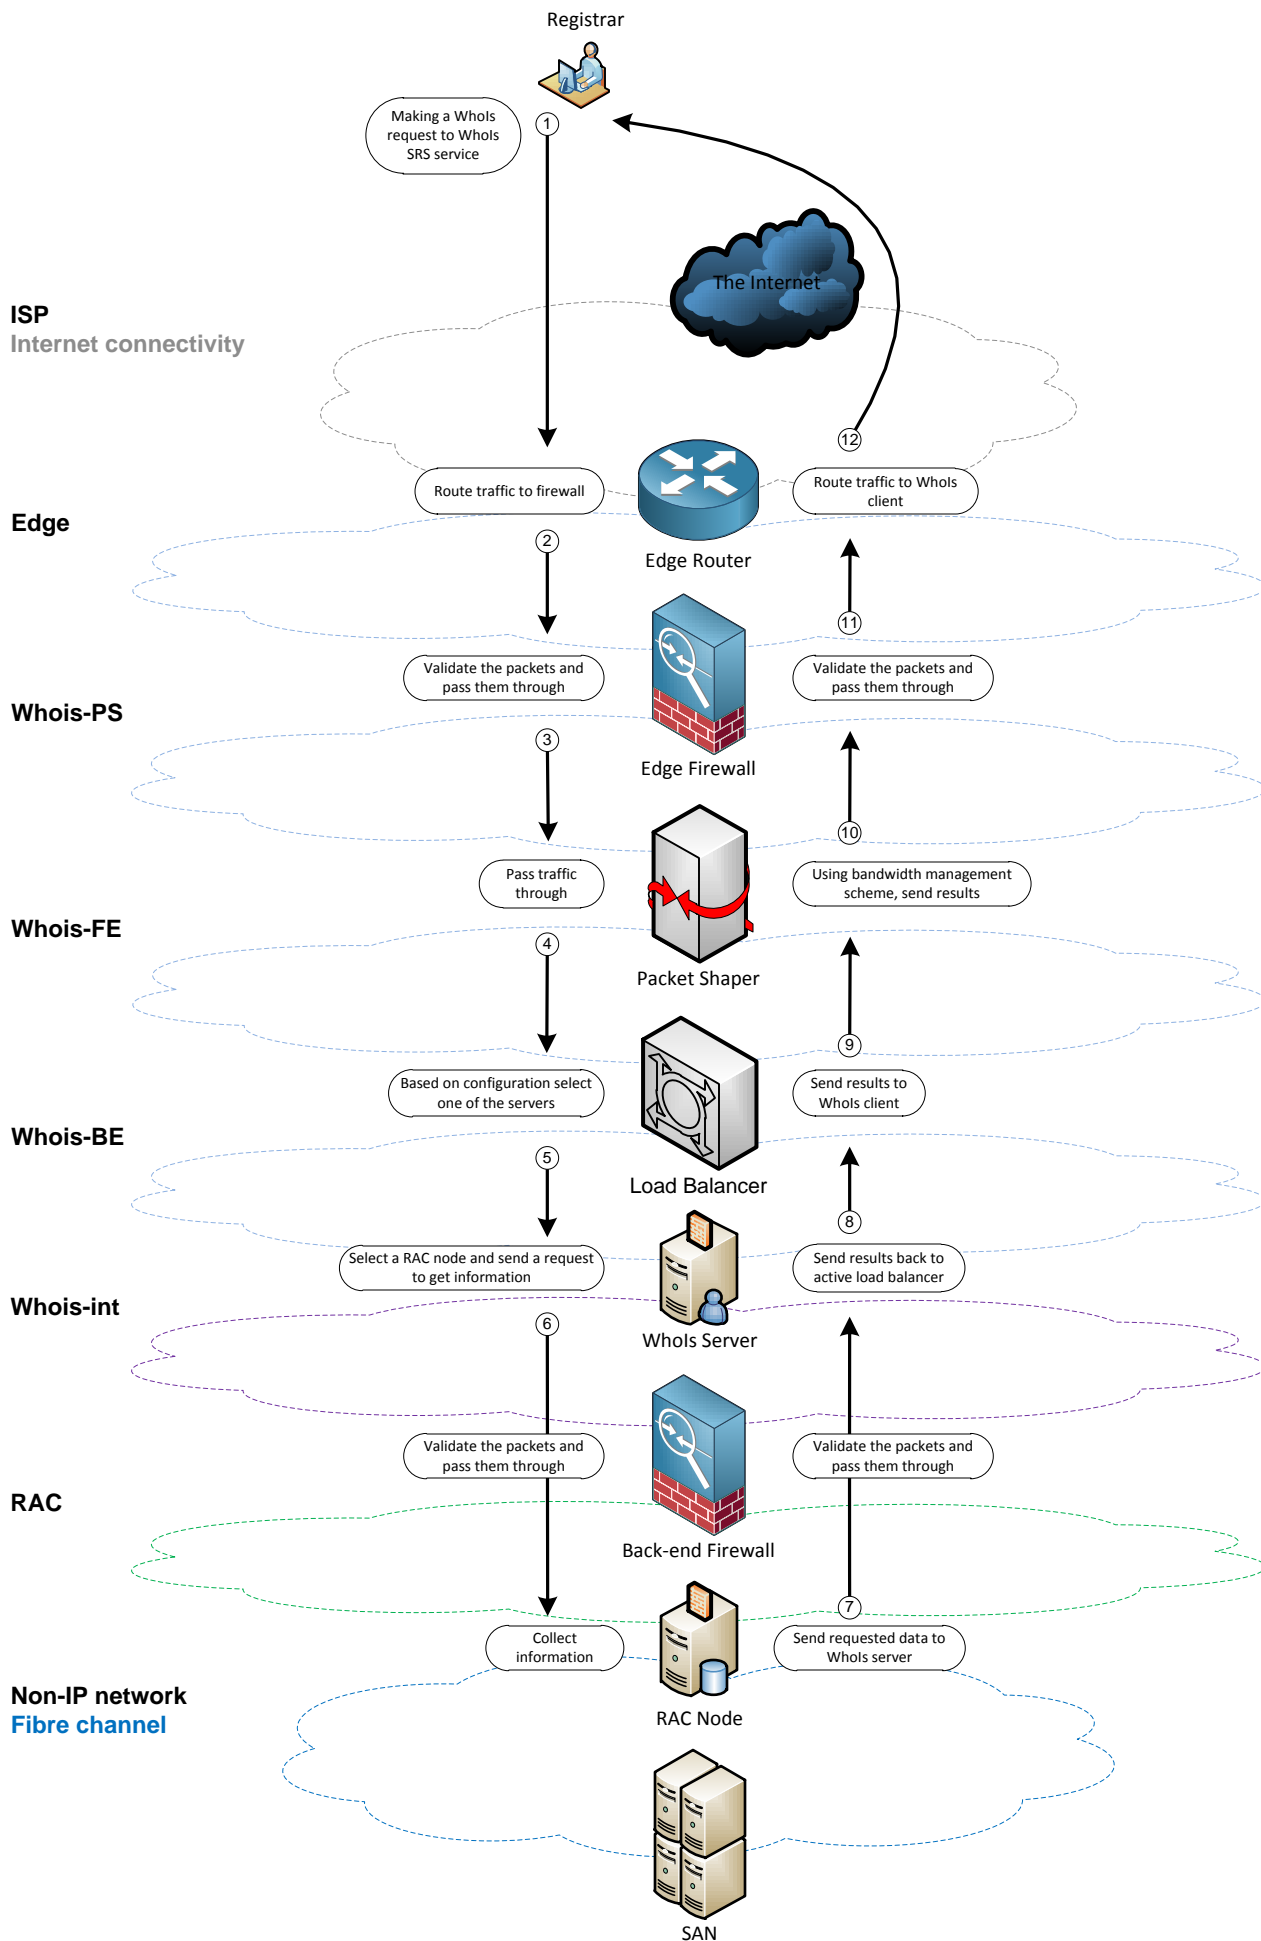 Registrar
Making a WhoIs
request to WhoIs
SRS service
1
The Internet
ISP
Internet connectivity
12
Route traffic to firewall
Route traffic to WhoIs
client
Edge
2
Edge Router
11
Validate the packets and
pass them through
Validate the packets and
pass them through
Whois-PS
3
Edge Firewall
10
Pass traffic
through
Using bandwidth management
scheme, send results
Whois-FE
4
Packet Shaper
9
Based on configuration select
one of the servers
Send results to
WhoIs client
Whois-BE
5
Load Balancer
8
Select a RAC node and send a request
to get information
Send results back to
active load balancer
Whois-int
6
WhoIs Server
Validate the packets and
pass them through
Validate the packets and
pass them through
RAC
Back-end Firewall
7
Collect
information
Send requested data to
WhoIs server
Non-IP network
Fibre channel
RAC Node
SAN